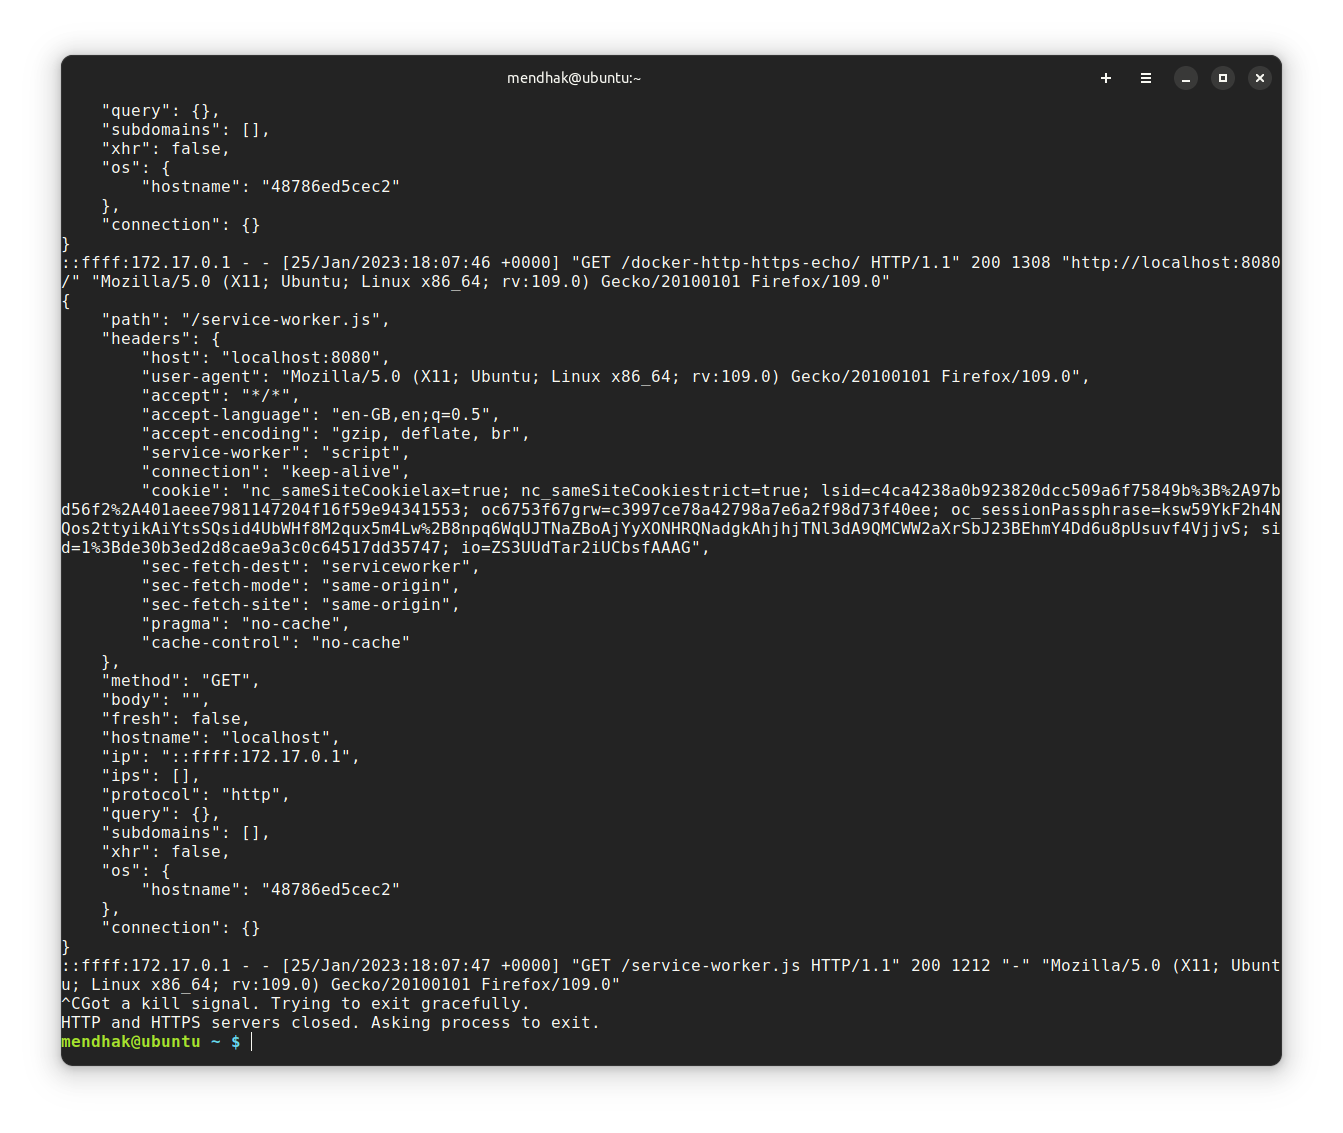 mendhak@ubuntu:~
    "query": {},
    "subdomains": [],
    "xhr": false,
    "os": {
        "hostname": "48786ed5cec2"
    },
    "connection": {}
}
::ffff:172.17.0.1 - - [25/Jan/2023:18:07:46 +0000] "GET /docker-http-https-echo/ HTTP/1.1" 200 1308 "http://localhost:8080
/" "Mozilla/5.0 (X11; Ubuntu; Linux x86_64; rv:109.0) Gecko/20100101 Firefox/109.0"
{
    "path": "/service-worker.js",
    "headers": {
        "host": "localhost:8080",
        "user-agent": "Mozilla/5.0 (X11; Ubuntu; Linux x86_64; rv:109.0) Gecko/20100101 Firefox/109.0",
        "accept": "*/*",
        "accept-language": "en-GB,en;q=0.5",
        "accept-encoding": "gzip, deflate, br",
        "service-worker": "script",
        "connection": "keep-alive",
        "cookie": "nc_sameSiteCookielax=true; nc_sameSiteCookiestrict=true; lsid=c4ca4238a0b923820dcc509a6f75849b%3B%2A97b
d56f2%2A401aeee7981147204f16f59e94341553; oc6753f67grw=c3997ce78a42798a7e6a2f98d73f40ee; oc_sessionPassphrase=ksw59YkF2h4N
Qos2ttyikAiYtsSQsid4UbWHf8M2qux5m4Lw%2B8npq6WqUJTNaZBoAjYyXONHRQNadgkAhjhjTNl3dA9QMCWW2aXrSbJ23BEhmY4Dd6u8pUsuvf4VjjvS; si
d=1%3Bde30b3ed2d8cae9a3c0c64517dd35747; io=ZS3UUdTar2iUCbsfAAAG",
        "sec-fetch-dest": "serviceworker",
        "sec-fetch-mode": "same-origin",
        "sec-fetch-site": "same-origin",
        "pragma": "no-cache",
        "cache-control": "no-cache"
    },
    "method": "GET",
    "body": "",
    "fresh": false,
    "hostname": "localhost",
    "ip": "::ffff:172.17.0.1",
    "ips": [],
    "protocol": "http",
    "query": {},
    "subdomains": [],
    "xhr": false,
    "os": {
        "hostname": "48786ed5cec2"
    },
    "connection": {}
}
::ffff:172.17.0.1 - - [25/Jan/2023:18:07:47 +0000] "GET /service-worker.js HTTP/1.1" 200 1212 "-" "Mozilla/5.0 (X11; Ubunt
u; Linux x86_64; rv:109.0) Gecko/20100101 Firefox/109.0"
^CGot a kill signal. Trying to exit gracefully.
HTTP and HTTPS servers closed. Asking process to exit.
mendhak@ubuntu ~ $